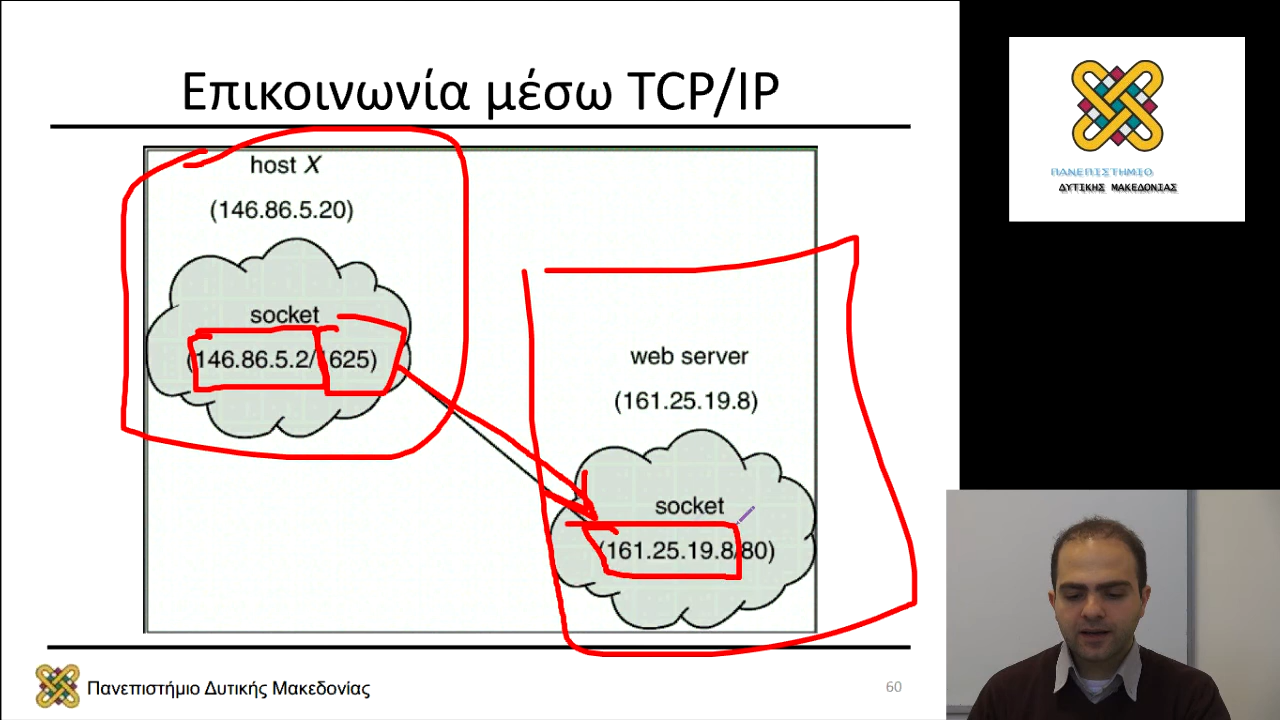 Επικοινωνία μέσω TCP/IP
host X
(146.86.5.20)
socket
(146.86.5.2/1625)
web server
(161.25.19.8)
socket
(161.25.19.8/80)
Πανεπιστήμιο Δυτικής Μακεδονίας
60
ΠΑΝΕΠΙΣΤΗΜΙΟ
ΔΥΤΙΚΗΣ ΜΑΚΕΔΟΝΙΑΣ